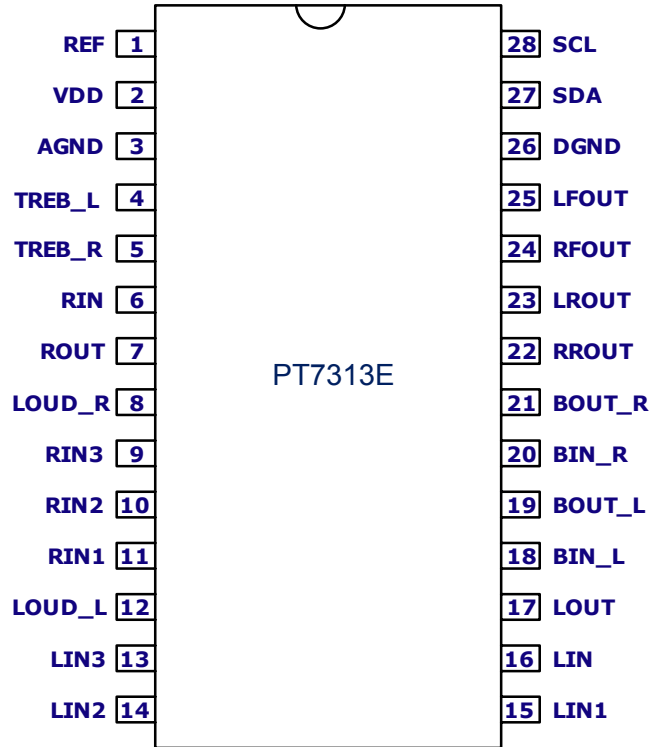 REF 1 28 SCL
VDD 2 27 SDA
AGND 3 26 DGND
TREB_L 4 25 LFOUT
TREB_R 5 24 RFOUT
RIN 6 23 LROUT
ROUT 7 22 RROUT
PT7313E
LOUD_R 8 21 BOUT_R
RIN3 9 20 BIN_R
RIN2 10 19 BOUT_L
RIN1 11 18 BIN_L
LOUD_L 12 17 LOUT
LIN3 13 16 LIN
LIN2 14 15 LIN1